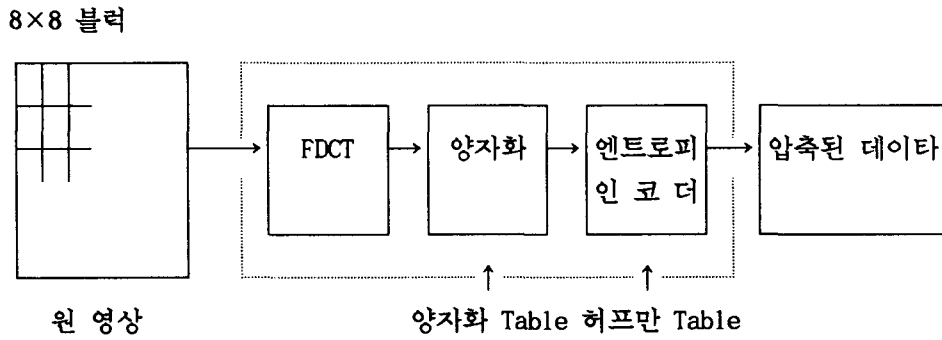 8×8 블럭
FDCT
양자화
엔트로피
인 코 더
압축된 데이타
원 영상
양자화 Table 허프만 Table